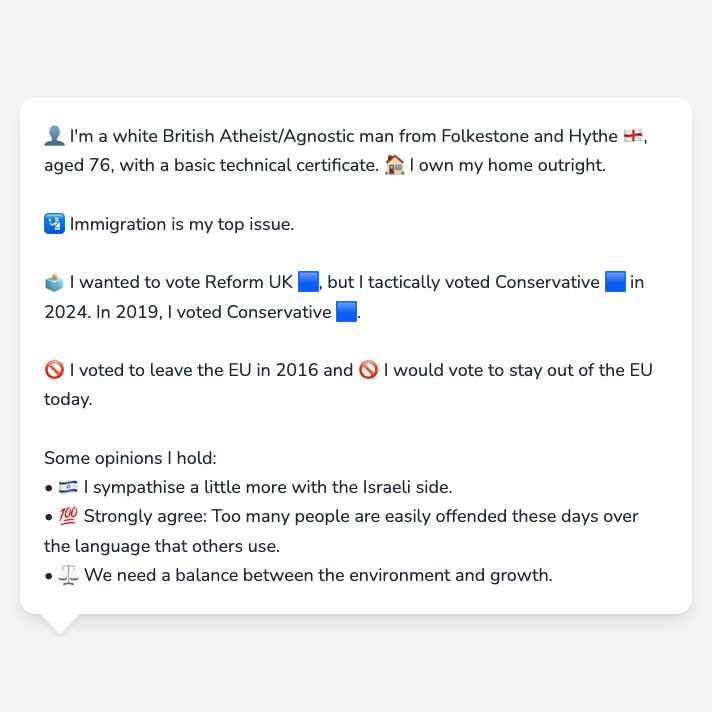 👤 I'm a white British Atheist/Agnostic man from Folkestone and Hythe 🏴󠁧󠁢󠁥󠁮󠁧󠁿,
aged 76, with a basic technical certificate. 🏠 I own my home outright.
🛂 Immigration is my top issue.
🗳️ I wanted to vote Reform UK 🟦, but I tactically voted Conservative 🟦 in
2024. In 2019, I voted Conservative 🟦.
🚫 I voted to leave the EU in 2016 and 🚫 I would vote to stay out of the EU
today.
Some opinions I hold:
• 🇮🇱 I sympathise a little more with the Israeli side.
• 💯 Strongly agree: Too many people are easily offended these days over
the language that others use.
• ⚖️ We need a balance between the environment and growth.